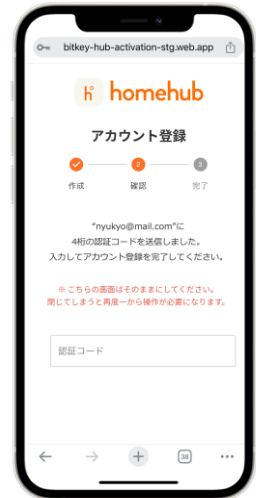 bitkey-hub-activation-stg.web.app
h homehub
アカウント登録
2 3
作成 確認 完了
“nyukyo@mail.com”に
4桁の認証コードを送信しました。
入力してアカウント登録を完了してください。
※こちらの画面はそのままにしてください。
閉じてしまうと再度一から操作が必要になります。
認証コード
38